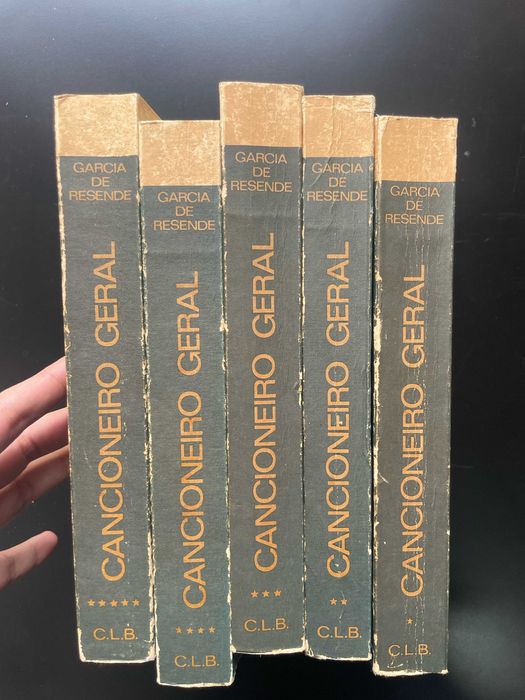 GARCIA
DE
RESENDE
CANCIONEIRO GERAL
★★★★★
C.L.B.
GARCIA
DE
RESENDE
CANCIONEIRO GERAL
★★★★
C.L.B.
GARCIA
DE
RESENDE
CANCIONEIRO GERAL
★★★
C.L.B.
GARCIA
DE
RESENDE
CANCIONEIRO GERAL
★★
C.L.B.
GARCIA
DE
RESENDE
CANCIONEIRO GERAL
★
C.L.B.